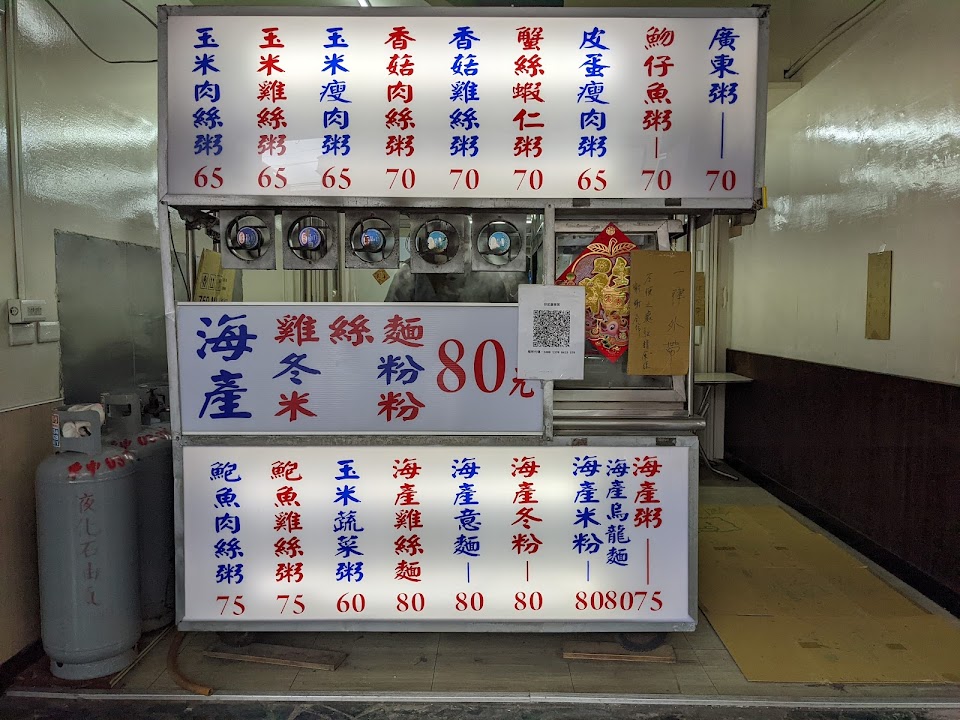 廣東粥 70
魩仔魚粥 70
皮蛋瘦肉粥 65
蟹絲蝦仁粥 70
香菇雞絲粥 70
香菇肉絲粥 70
玉米瘦肉粥 65
玉米雞絲粥 65
玉米肉絲粥 65
海產
雞絲麵
冬粉
米粉
80元
海產粥 75
海產烏龍麵 80
海產米粉 80
海產冬粉 80
海產意麵 80
海產雞絲麵 80
玉米蔬菜粥 60
鮑魚雞絲粥 75
鮑魚肉絲粥 75